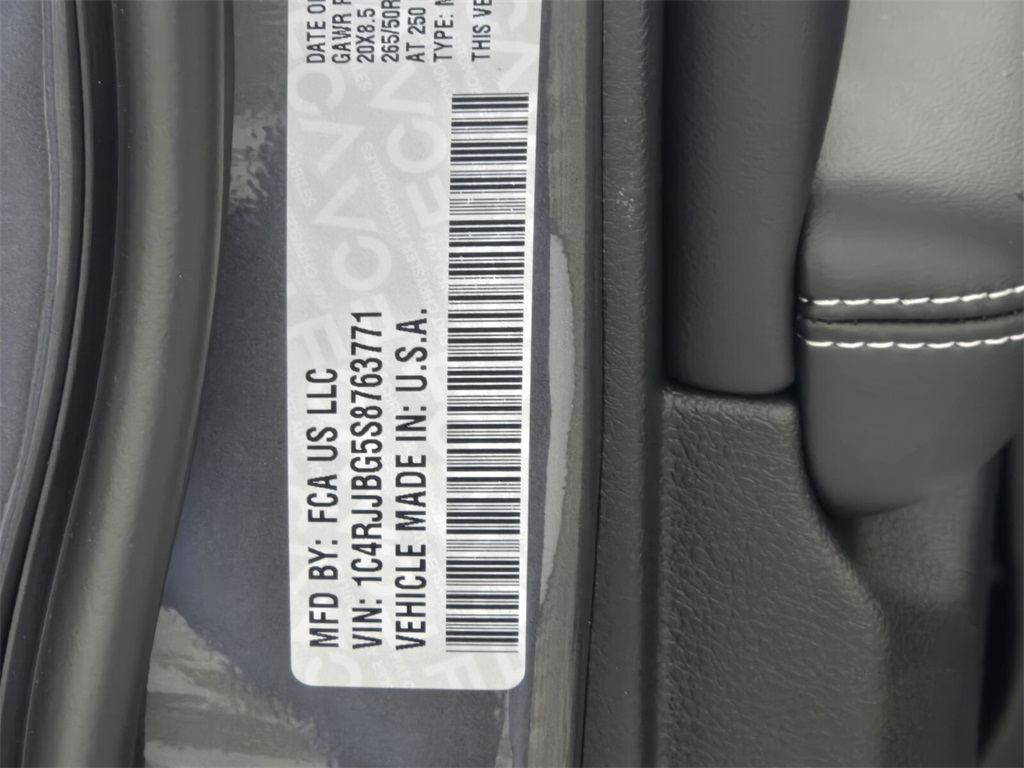 MFD BY: FCA US LLC
VIN: 1C4RJJBG5S8763771
VEHICLE MADE IN: U.S.A.
DATE OF
GAWR
20X8.5
265/50R
AT 250
TYPE:
THIS VE